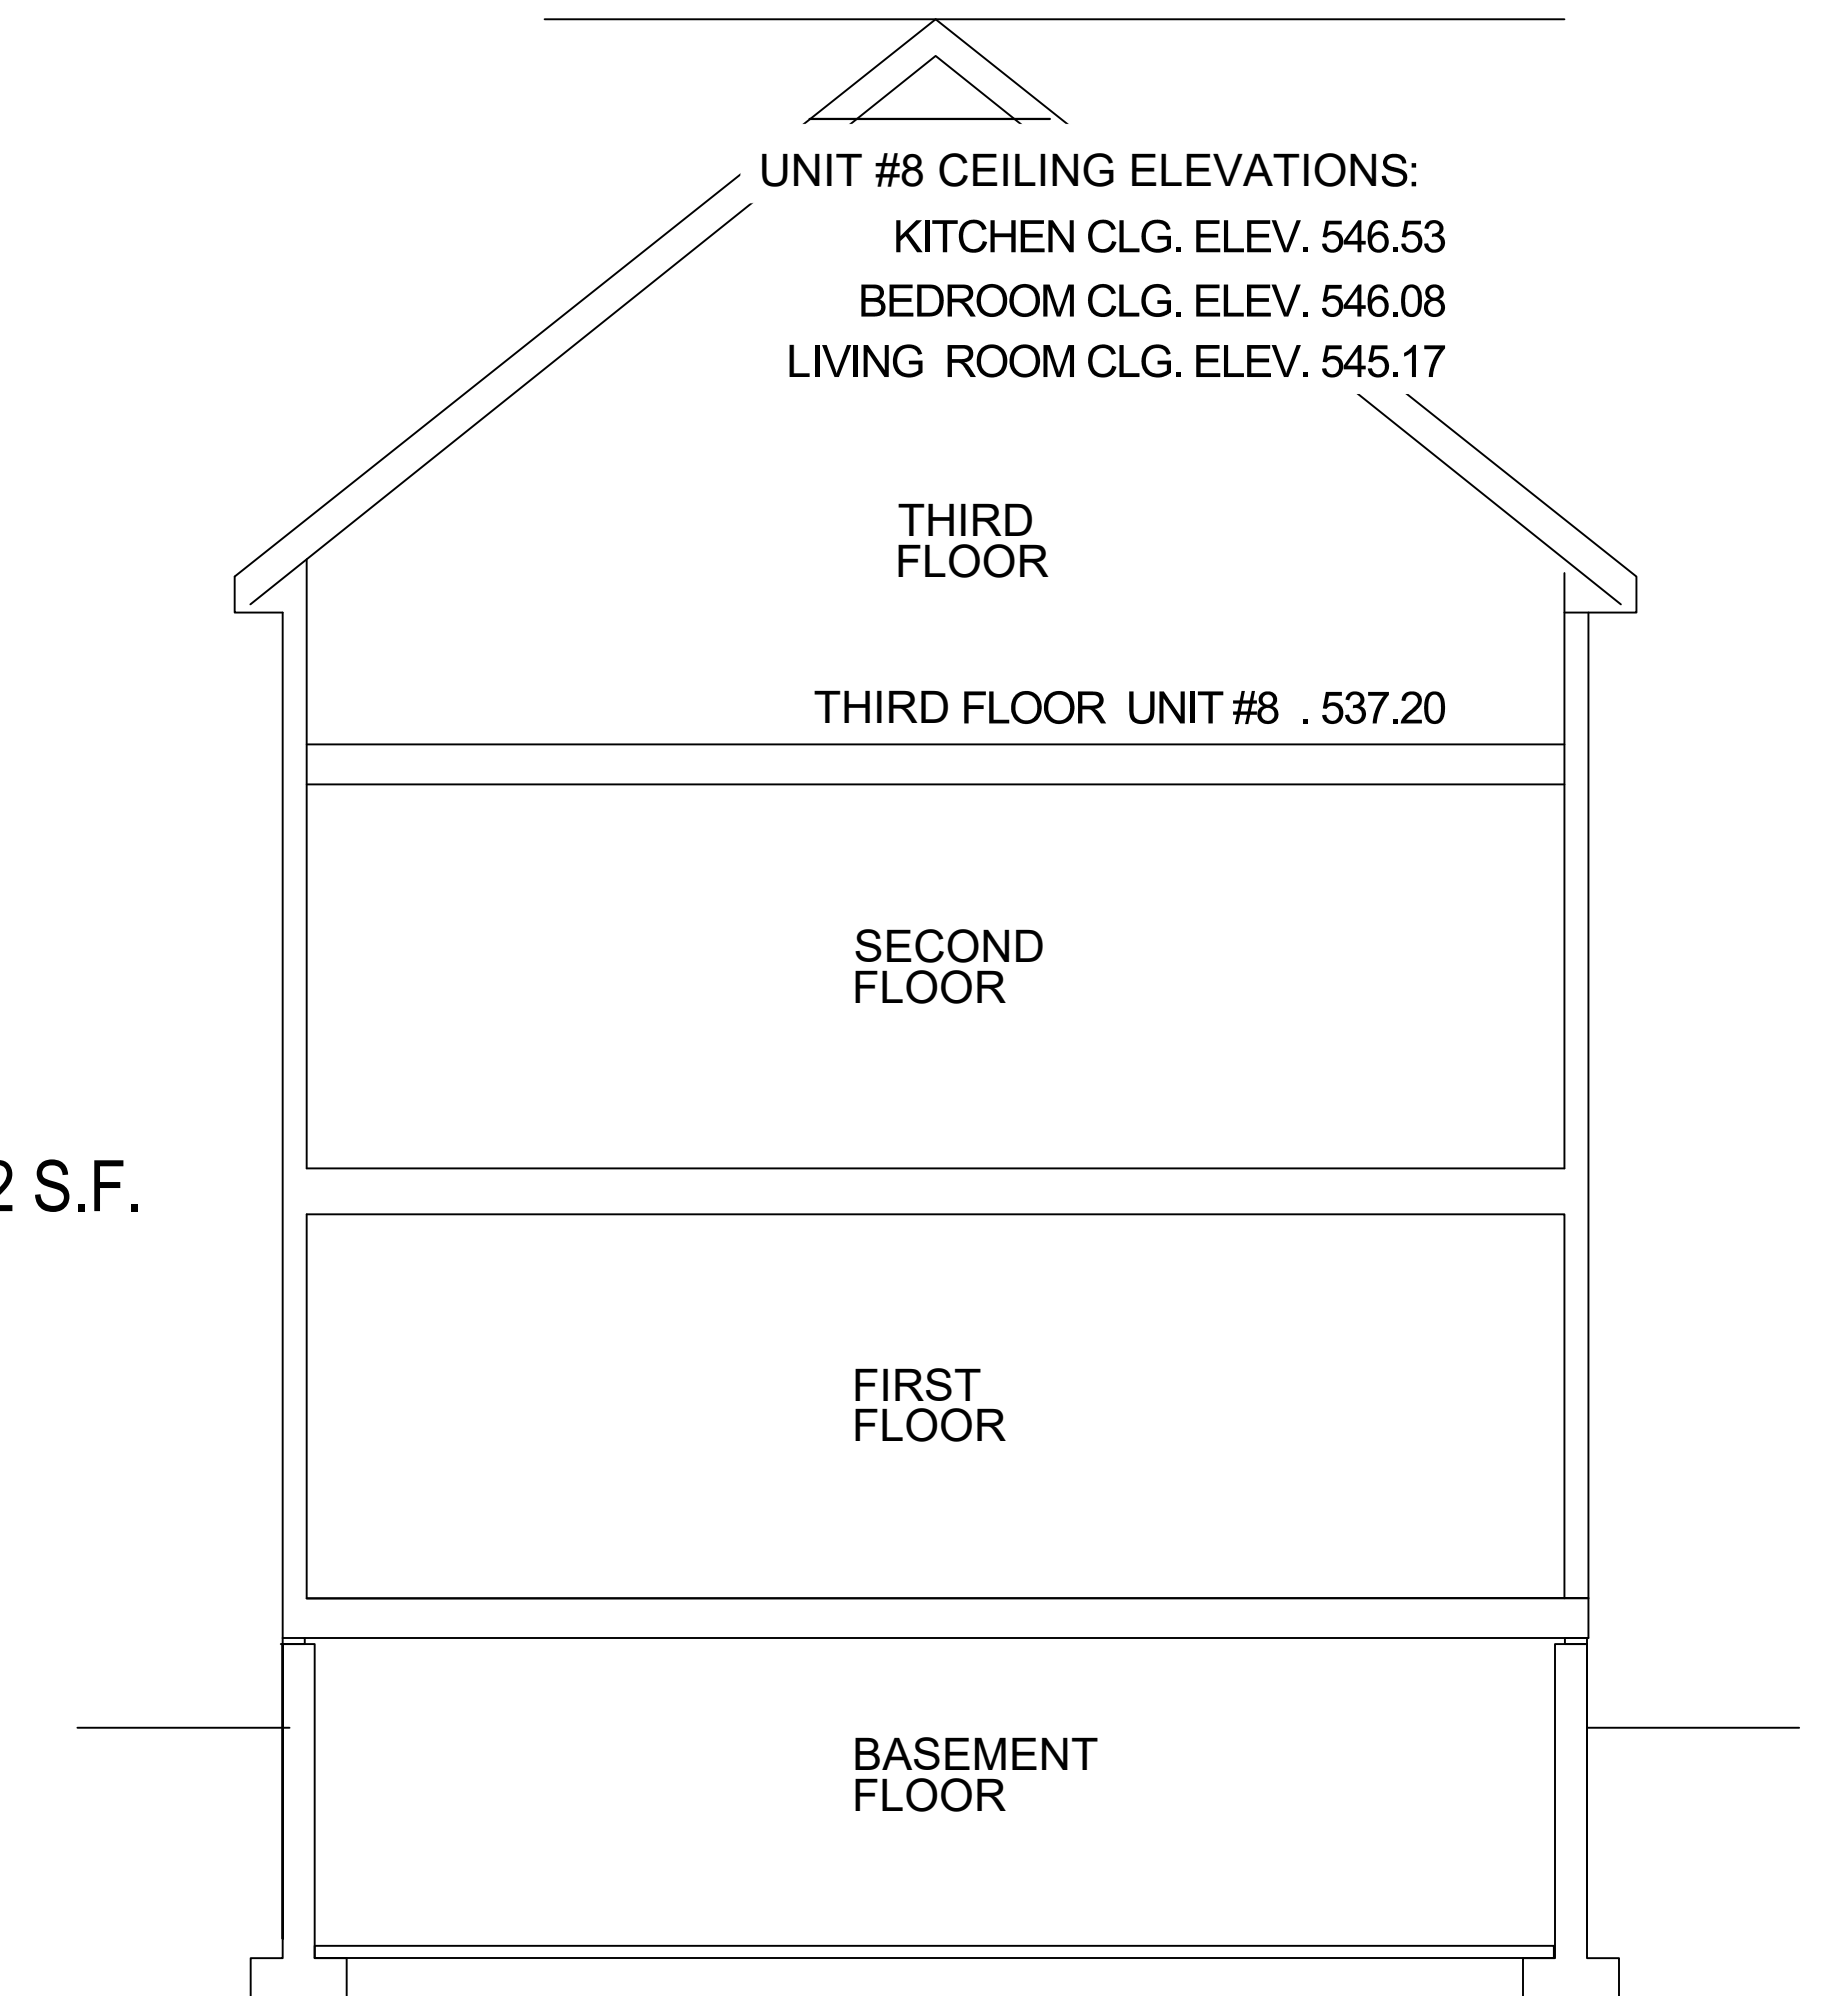 UNIT #8 CEILING ELEVATIONS:
KITCHEN CLG. ELEV. 546.53
BEDROOM CLG. ELEV. 546.08
LIVING ROOM CLG. ELEV. 545.17
THIRD
FLOOR
THIRD FLOOR UNIT #8 . 537.20
SECOND
FLOOR
2 S.F.
FIRST
FLOOR
BASEMENT
FLOOR